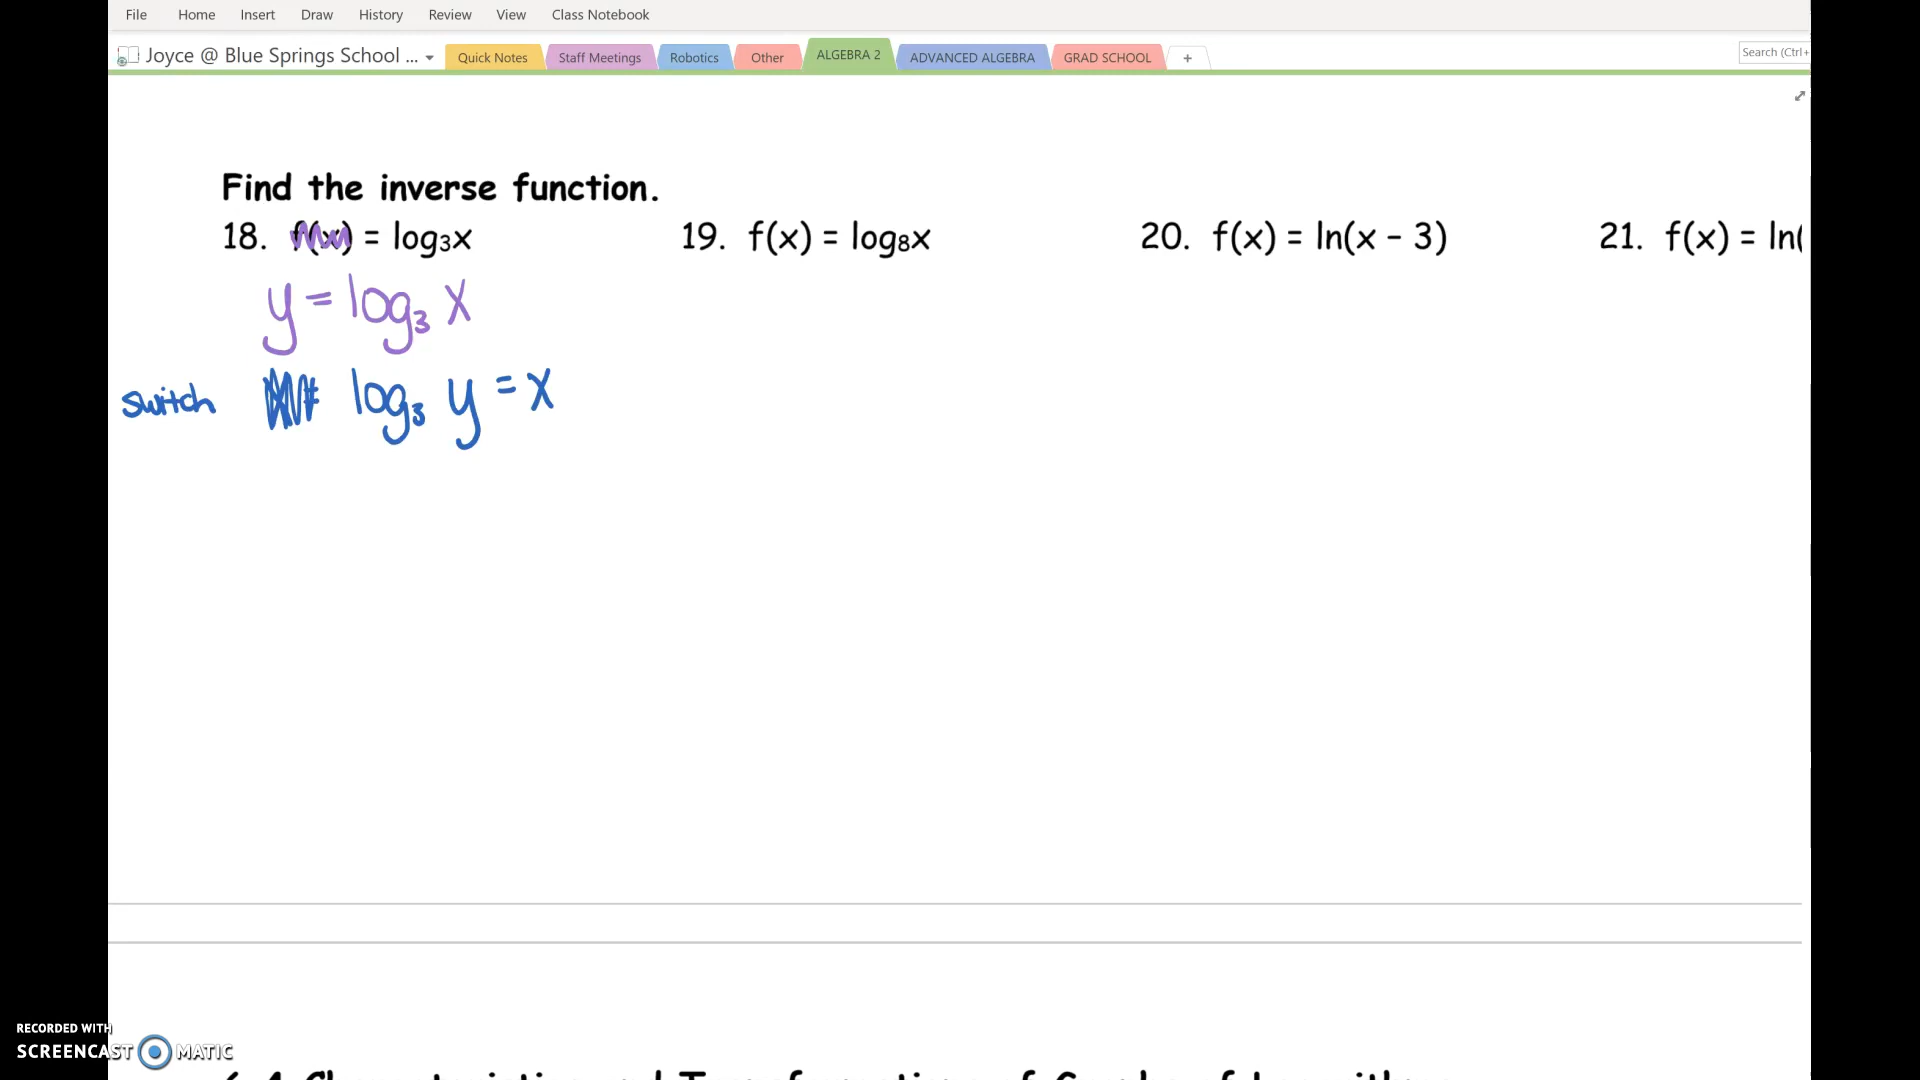 File Home Insert Draw History Review View Class Notebook
Joyce @ Blue Springs School ... Quick Notes Staff Meetings Robotics Other ALGEBRA 2 ADVANCED ALGEBRA GRAD SCHOOL + Search (Ctrl+
Find the inverse function.
18. f(x) = log₃x 19. f(x) = log₈x 20. f(x) = ln(x - 3) 21. f(x) = ln(
y = log₃ x
switch log₃ y = x
RECORDED WITH
SCREENCAST MATIC